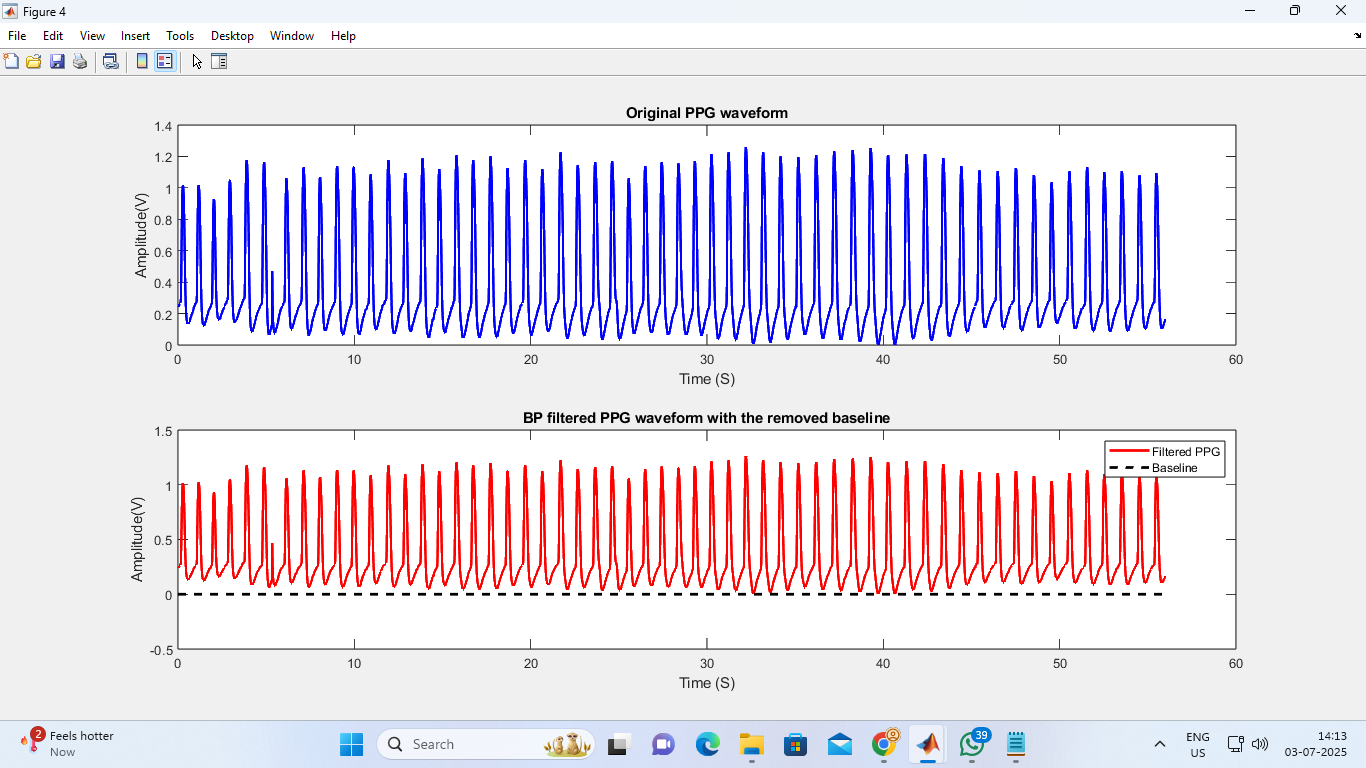 Figure 4
File Edit View Insert Tools Desktop Window Help
Original PPG waveform
1.4
1.2
1
0.8
0.6
0.4
0.2
0
Amplitude(V)
0 10 20 30 40 50 60
Time (S)
BP filtered PPG waveform with the removed baseline
1.5
1
0.5
0
-0.5
Amplitude(V)
Filtered PPG
Baseline
0 10 20 30 40 50 60
Time (S)
2
Feels hotter
Now
Search
39
ENG
US
14:13
03-07-2025